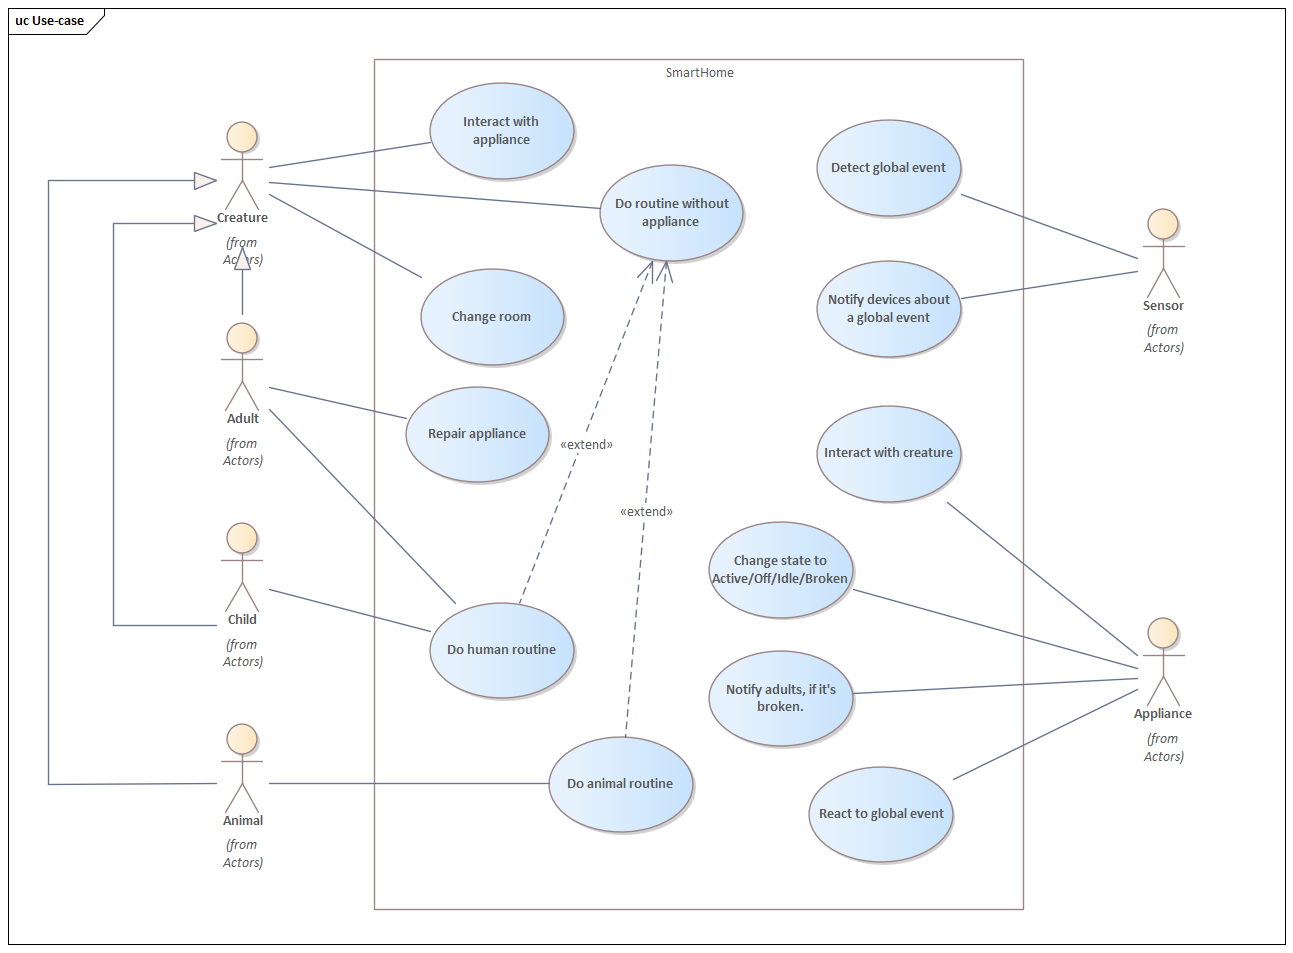 uc Use-case
SmartHome
Interact with
appliance
Do routine without
appliance
Detect global event
Creature
(from
Actors)
Change room
Notify devices about
a global event
Sensor
(from
Actors)
Adult
(from
Actors)
Repair appliance
«extend»
Interact with creature
«extend»
Change state to
Active/Off/Idle/Broken
Child
(from
Actors)
Do human routine
Notify adults, if it's
broken.
Appliance
(from
Actors)
Do animal routine
React to global event
Animal
(from
Actors)